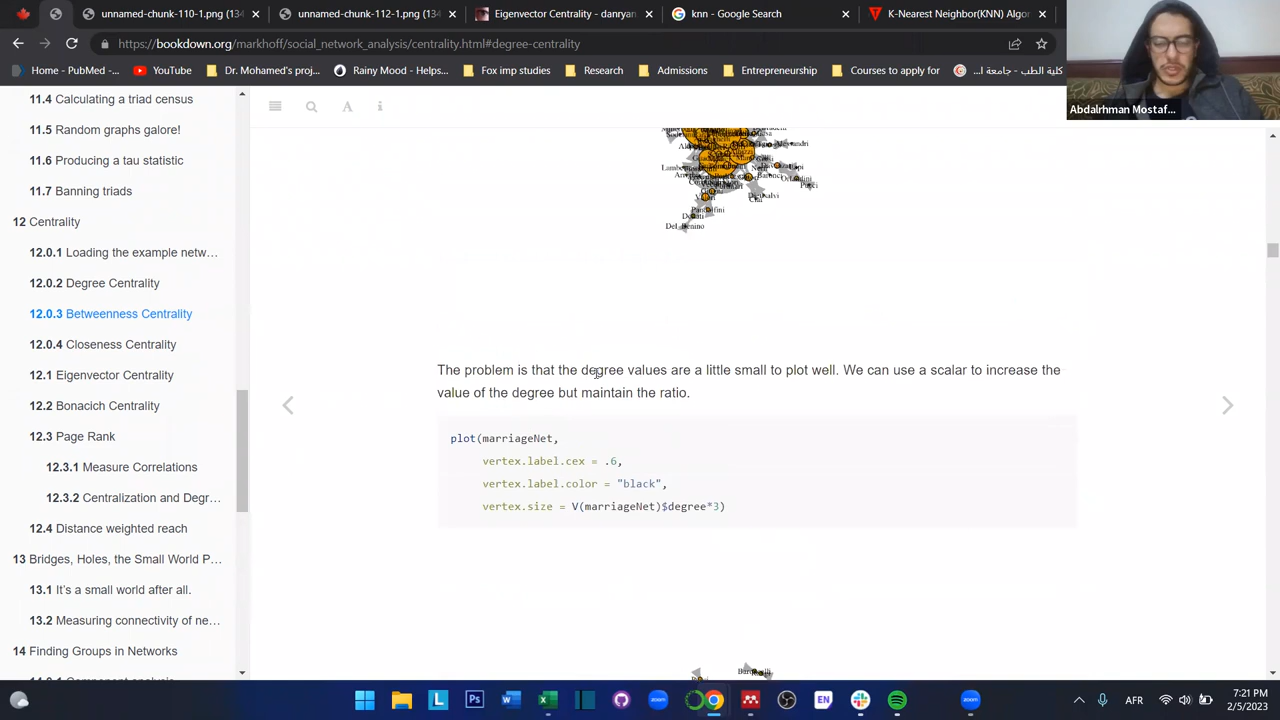 110-1.png (134
unnamed-chunk-112-1.png (134
Eigenvector Centrality - danryan
knn - Google Search
K-Nearest Neighbor(KNN) Algor
https://bookdown.org/markhoff/social_network_analysis/centrality.html#degree-centrality
Home - PubMed -...
YouTube
Dr. Mohamed's proj...
Rainy Mood - Rainy...
Fox imp studies
Research
Admissions
Entrepreneurship
Courses to apply for
كلية الطب - جامعة ا...
Abdalrhman Mostaf...
11.4 Calculating a triad census
11.5 Random graphs galore!
11.6 Producing a tau statistic
11.7 Banning triads
12 Centrality
12.0.1 Loading the example netw...
12.0.2 Degree Centrality
12.0.3 Betweenness Centrality
12.0.4 Closeness Centrality
12.1 Eigenvector Centrality
12.2 Bonacich Centrality
12.3 Page Rank
12.3.1 Measure Correlations
12.3.2 Centralization and Degr...
12.4 Distance weighted reach
13 Bridges, Holes, the Small World P...
13.1 It's a small world after all.
13.2 Measuring connectivity of ne...
14 Finding Groups in Networks
Orlandini
Pucci
Pandolfini
Del_Benino
The problem is that the degree values are a little small to plot well. We can use a scalar to increase the
value of the degree but maintain the ratio.
plot(marriageNet,
vertex.label.cex = .6,
vertex.label.color = "black",
vertex.size = V(marriageNet)$degree*3)
AFR
7:21 PM
2/5/2023